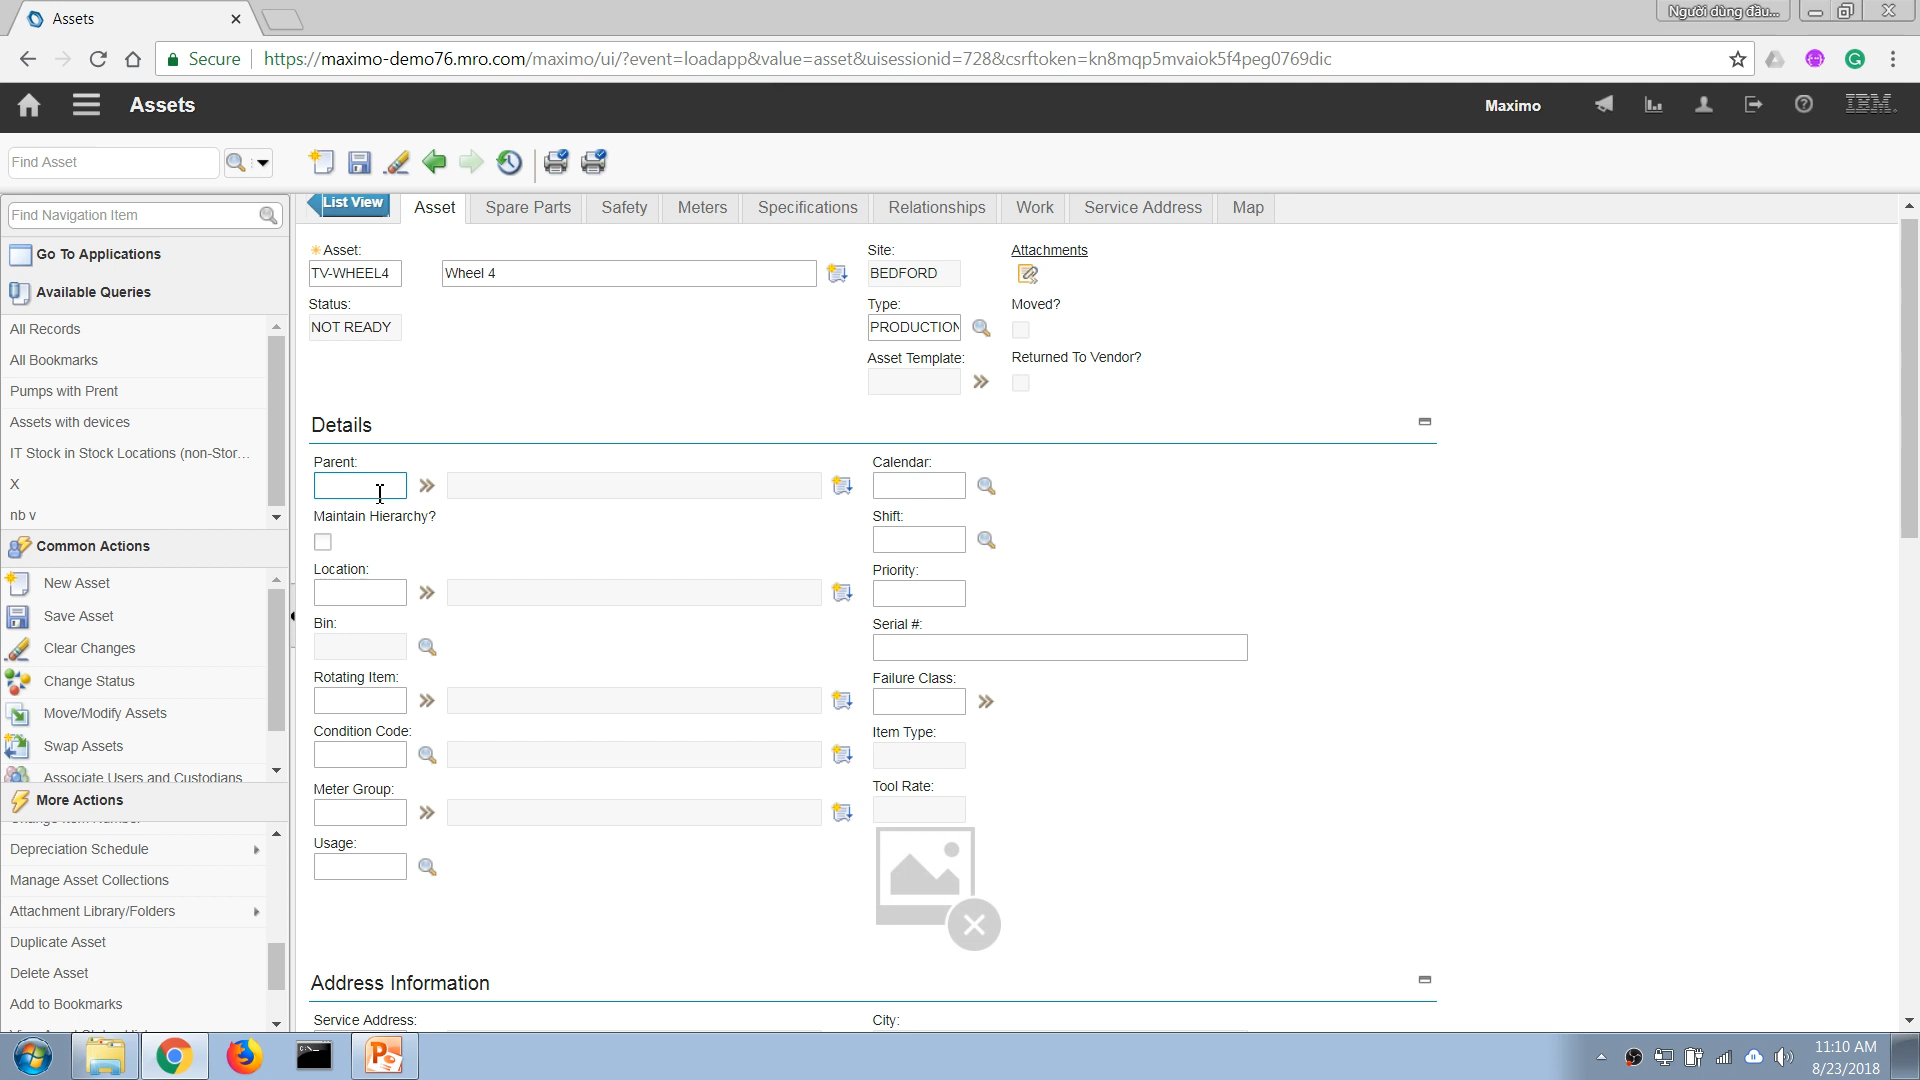 Assets
Người dùng đầu...
Secure
https://maximo-demo76.mro.com/maximo/ui/?event=loadapp&value=asset&uisessionid=728&csrftoken=kn8mqp5mvaiok5f4peg0769dic
Assets
Maximo
IBM.
Find Asset
Find Navigation Item
Go To Applications
Available Queries
All Records
All Bookmarks
Pumps with Prent
Assets with devices
IT Stock in Stock Locations (non-Stor...
X
nb v
Common Actions
New Asset
Save Asset
Clear Changes
Change Status
Move/Modify Assets
Swap Assets
Associate Users and Custodians
More Actions
Depreciation Schedule
Manage Asset Collections
Attachment Library/Folders
Duplicate Asset
Delete Asset
Add to Bookmarks
List View
Asset
Spare Parts
Safety
Meters
Specifications
Relationships
Work
Service Address
Map
Asset:
TV-WHEEL4
Wheel 4
Site:
BEDFORD
Attachments
Status:
NOT READY
Type:
PRODUCTION
Moved?
Asset Template:
Returned To Vendor?
Details
Parent:
Calendar:
Maintain Hierarchy?
Shift:
Location:
Priority:
Bin:
Serial #:
Rotating Item:
Failure Class:
Condition Code:
Item Type:
Meter Group:
Tool Rate:
Usage:
Address Information
Service Address:
City:
11:10 AM
8/23/2018